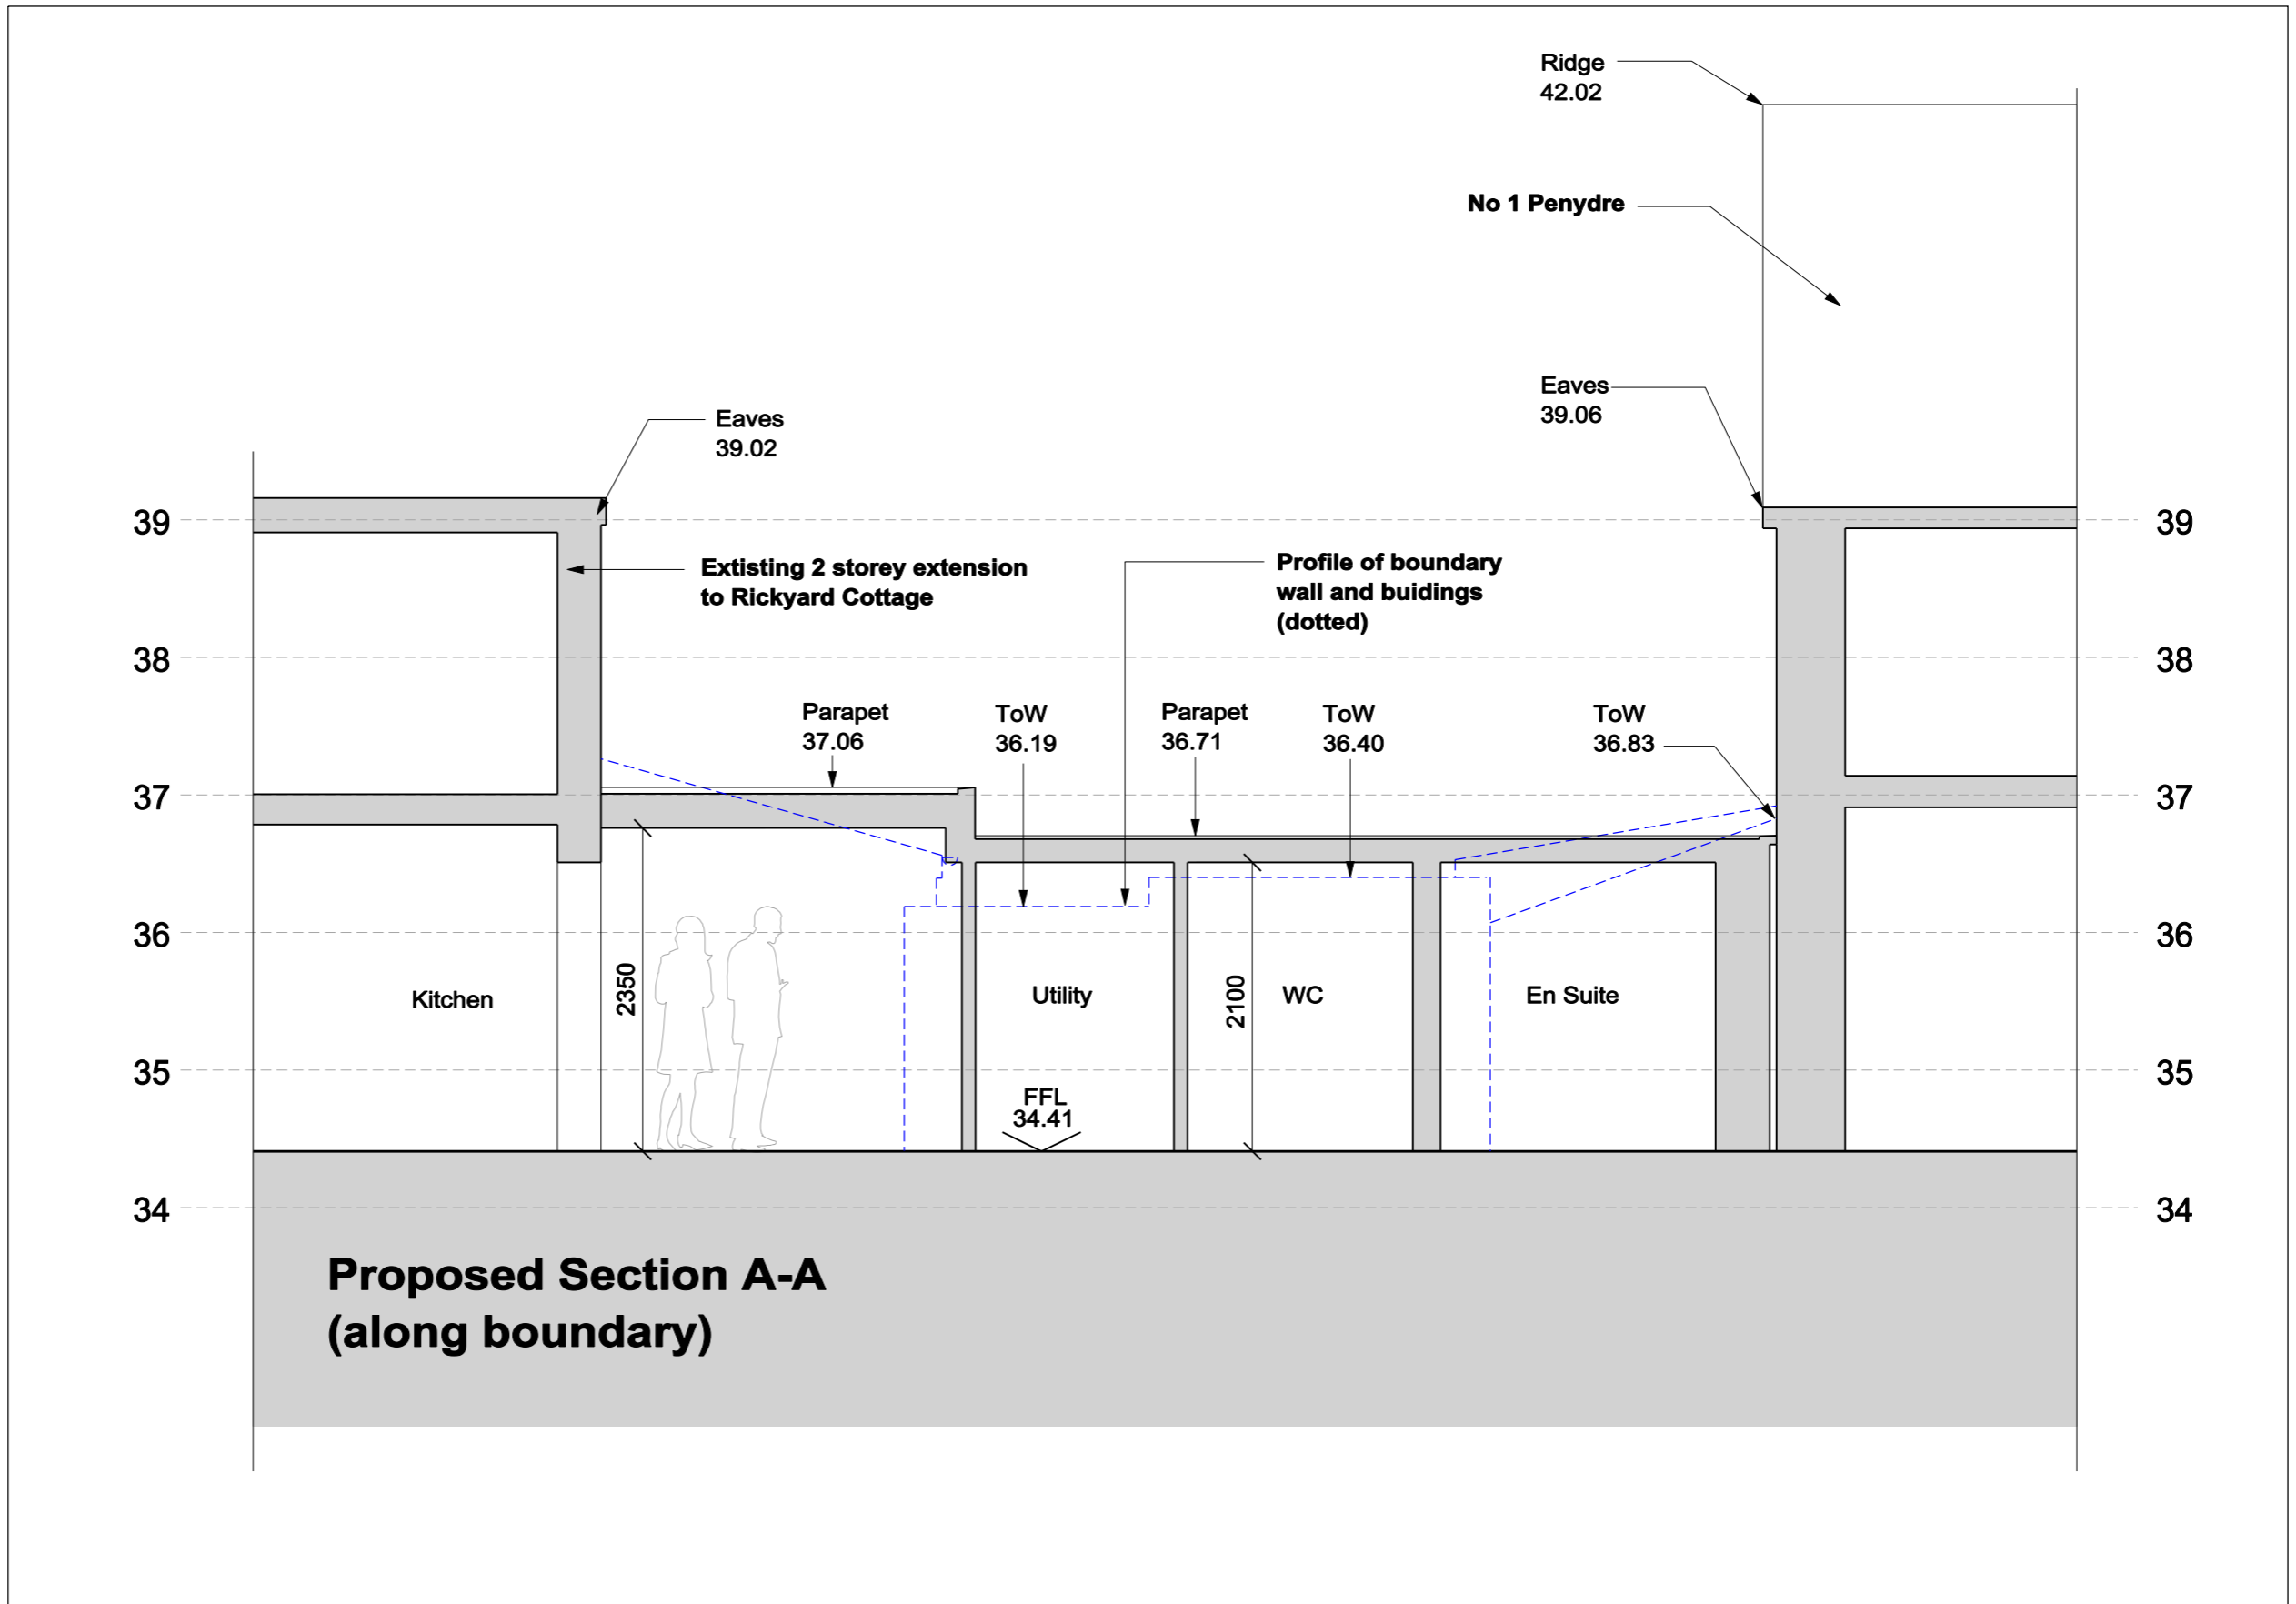 Ridge
42.02
No 1 Penydre
Eaves
39.06
Eaves
39.02
39
39
Extisting 2 storey extension
to Rickyard Cottage
Profile of boundary
wall and buidings
(dotted)
38
38
Parapet
37.06
ToW
36.19
Parapet
36.71
ToW
36.40
ToW
36.83
37
37
36
36
Kitchen
2350
Utility
2100
WC
En Suite
35
35
FFL
34.41
34
34
Proposed Section A-A
(along boundary)